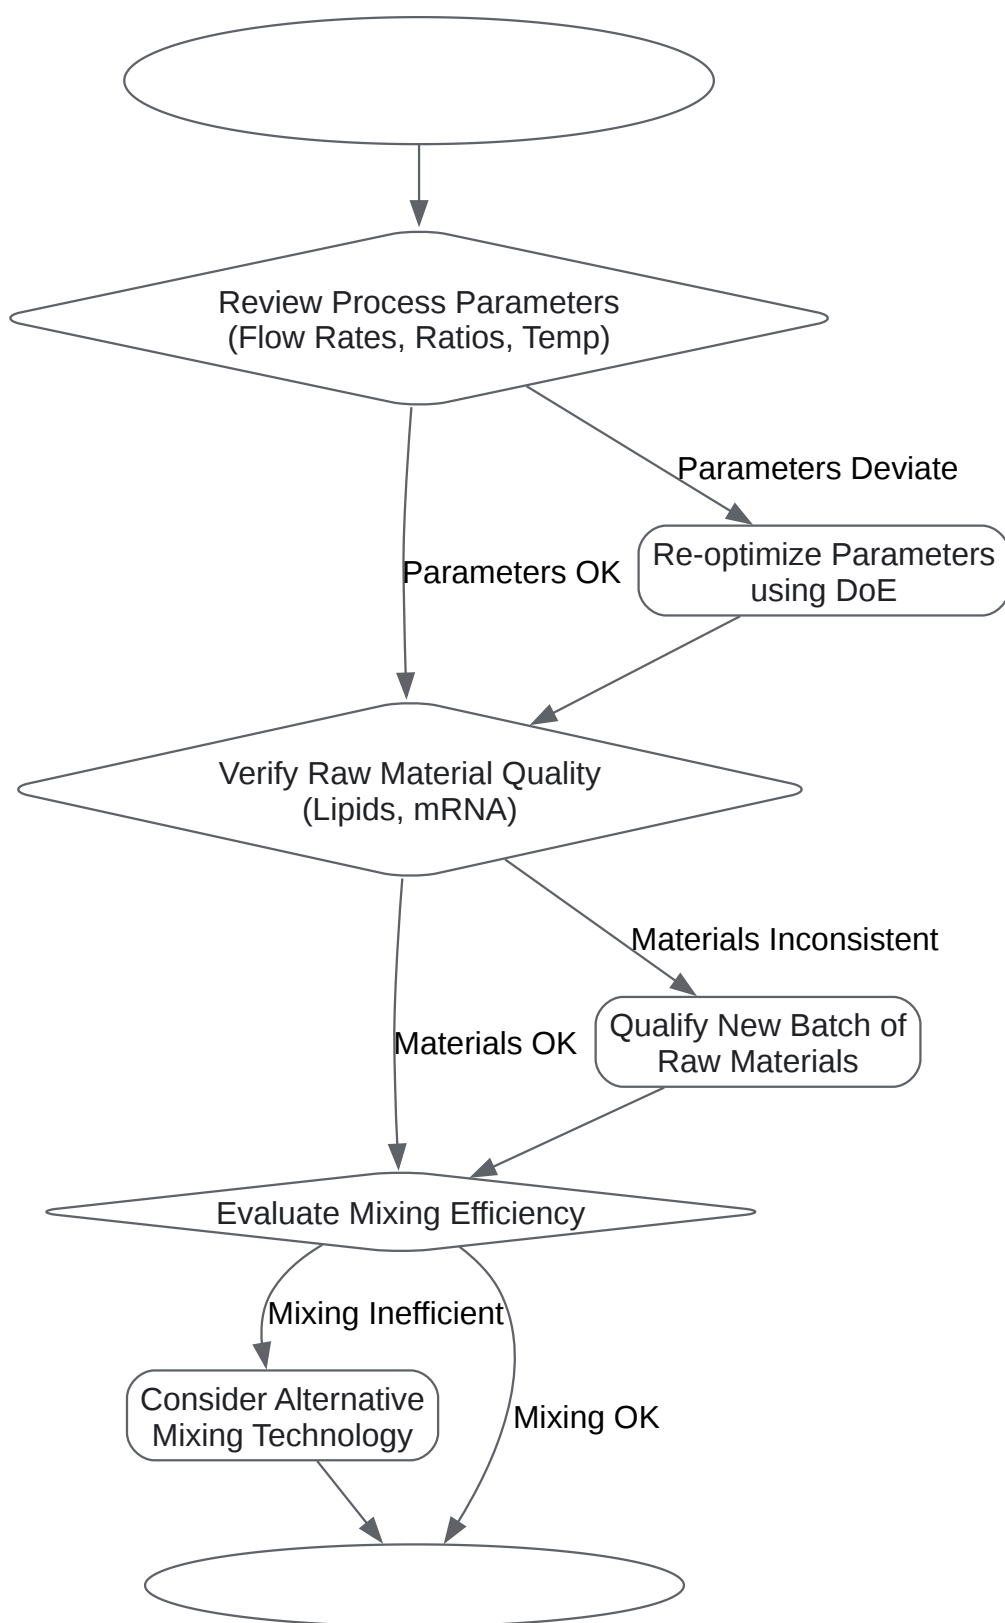 Review Process Parameters
(Flow Rates, Ratios, Temp)
Parameters Deviate
Parameters OK
Re-optimize Parameters
using DoE
Verify Raw Material Quality
(Lipids, mRNA)
Materials Inconsistent
Materials OK
Qualify New Batch of
Raw Materials
Evaluate Mixing Efficiency
Mixing Inefficient
Consider Alternative
Mixing Technology
Mixing OK